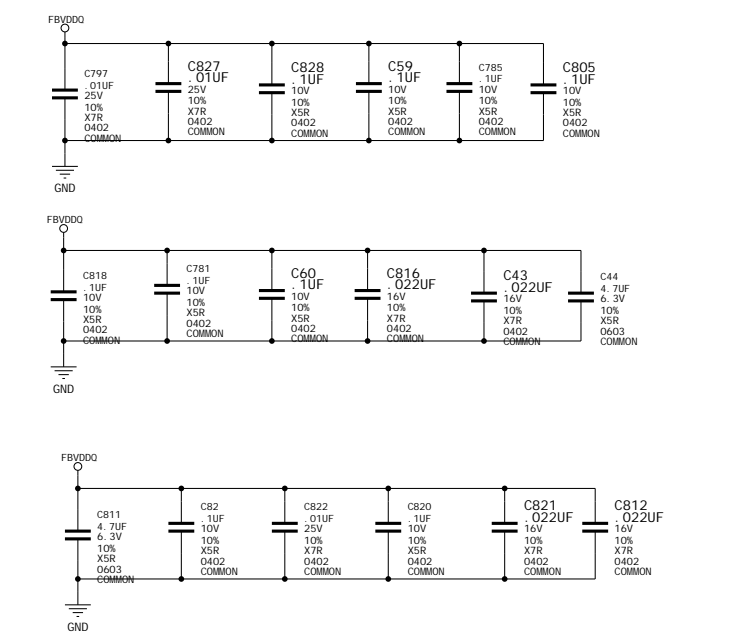 FBVDDQ
C797
.01UF
25V
10%
X7R
0402
COMMON
C827
.01UF
25V
10%
X7R
0402
COMMON
C828
.1UF
10V
10%
X5R
0402
COMMON
C59
.1UF
10V
10%
X5R
0402
COMMON
C785
.1UF
10V
10%
X5R
0402
COMMON
C805
.1UF
10V
10%
X5R
0402
COMMON
GND
FBVDDQ
C818
.1UF
10V
10%
X5R
0402
COMMON
C781
.1UF
10V
10%
X5R
0402
COMMON
C60
.1UF
10V
10%
X5R
0402
COMMON
C816
.022UF
16V
10%
X7R
0402
COMMON
C43
.022UF
16V
10%
X7R
0402
COMMON
C44
4.7UF
6.3V
10%
X5R
0603
COMMON
GND
FBVDDQ
C811
4.7UF
6.3V
10%
X5R
0603
COMMON
C82
.1UF
10V
10%
X5R
0402
COMMON
C822
.01UF
25V
10%
X7R
0402
COMMON
C820
.1UF
10V
10%
X5R
0402
COMMON
C821
.022UF
16V
10%
X7R
0402
COMMON
C812
.022UF
16V
10%
X7R
0402
COMMON
GND